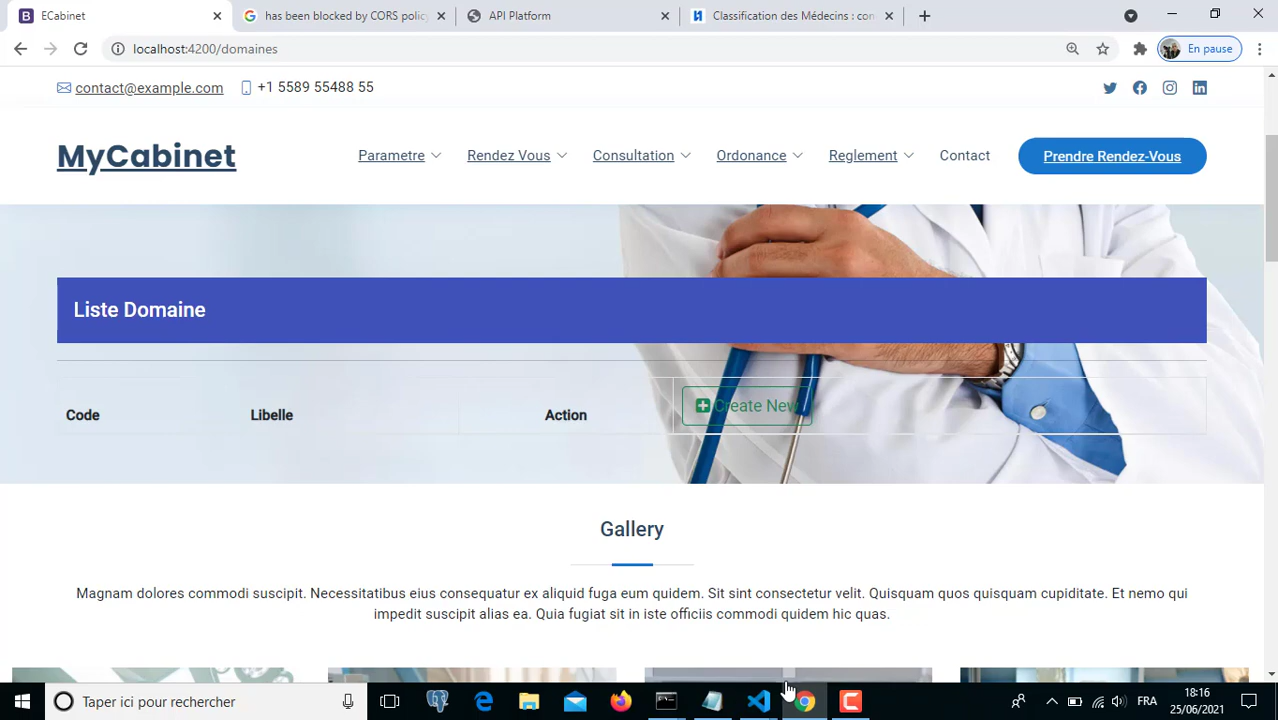 ECabinet
has been blocked by CORS policy
API Platform
Classification des Médecins : con
localhost:4200/domaines
En pause
contact@example.com
+1 5589 55488 55
MyCabinet
Parametre
Rendez Vous
Consultation
Ordonance
Reglement
Contact
Prendre Rendez-Vous
Liste Domaine
Code
Libelle
Action
Create New
Gallery
Magnam dolores commodi suscipit. Necessitatibus eius consequatur ex aliquid fuga eum quidem. Sit sint consectetur velit. Quisquam quos quisquam cupiditate. Et nemo qui
impedit suscipit alias ea. Quia fugiat sit in iste officiis commodi quidem hic quas.
Taper ici pour rechercher
FRA
18:16
25/06/2021